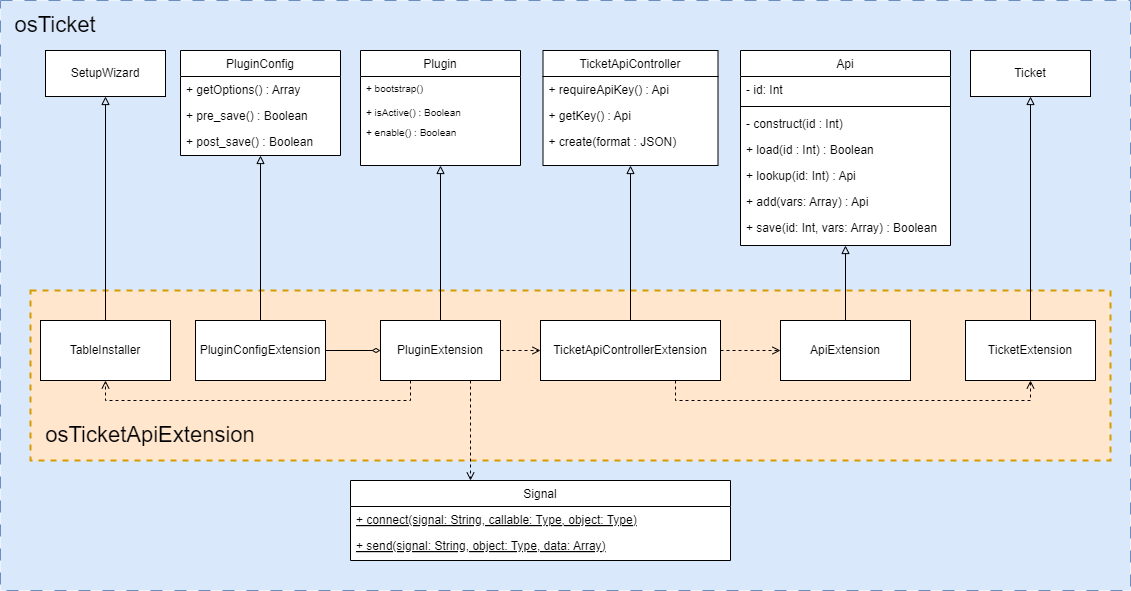 osTicket
SetupWizard
PluginConfig
+ getOptions() : Array
+ pre_save() : Boolean
+ post_save() : Boolean
Plugin
+ bootstrap()
+ isActive() : Boolean
+ enable() : Boolean
TicketApiController
+ requireApiKey() : Api
+ getKey() : Api
+ create(format : JSON)
Api
- id: Int
- construct(id : Int)
+ load(id : Int) : Boolean
+ lookup(id: Int) : Api
+ add(vars: Array) : Api
+ save(id: Int, vars: Array) : Boolean
Ticket
TableInstaller
PluginConfigExtension
PluginExtension
TicketApiControllerExtension
ApiExtension
TicketExtension
osTicketApiExtension
Signal
+ connect(signal: String, callable: Type, object: Type)
+ send(signal: String, object: Type, data: Array)